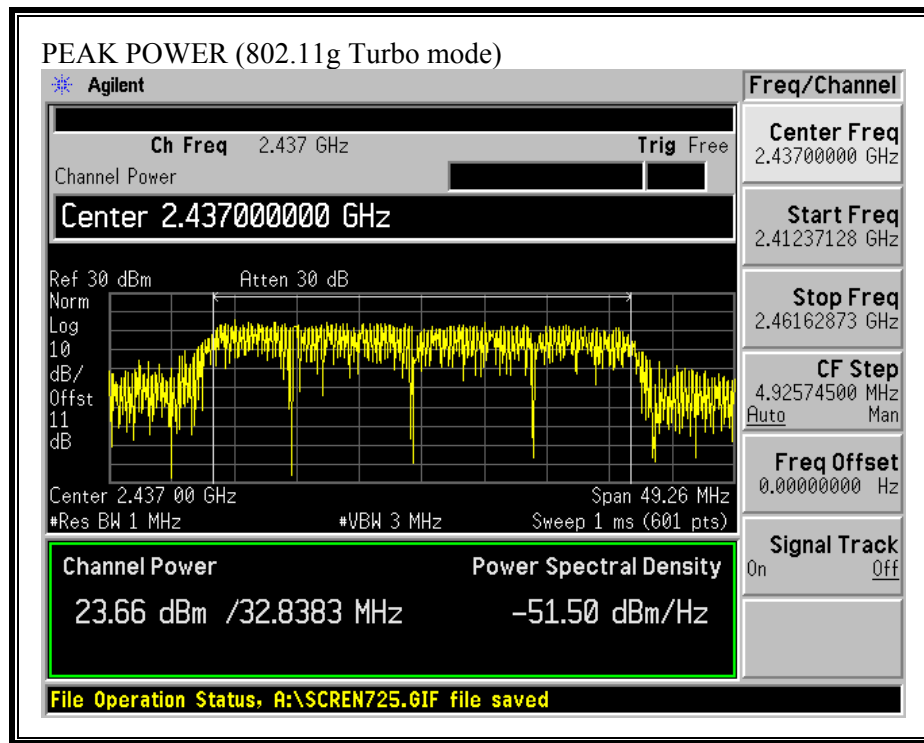 PEAK POWER (802.11g Turbo mode)
Agilent
Freq/Channel
Ch Freq 2.437 GHz
Trig Free
Channel Power
Center 2.437000000 GHz
Ref 30 dBm
Atten 30 dB
Norm
Log
10
dB/
Offst
11
dB
Center 2.437 00 GHz
Span 49.26 MHz
#Res BW 1 MHz
#VBW 3 MHz
Sweep 1 ms (601 pts)
Channel Power
Power Spectral Density
23.66 dBm /32.8383 MHz
-51.50 dBm/Hz
File Operation Status, A:\SCREN725.GIF file saved
Center Freq
2.43700000 GHz
Start Freq
2.41237128 GHz
Stop Freq
2.46162873 GHz
CF Step
4.92574500 MHz
Auto Man
Freq Offset
0.00000000 Hz
Signal Track
On Off